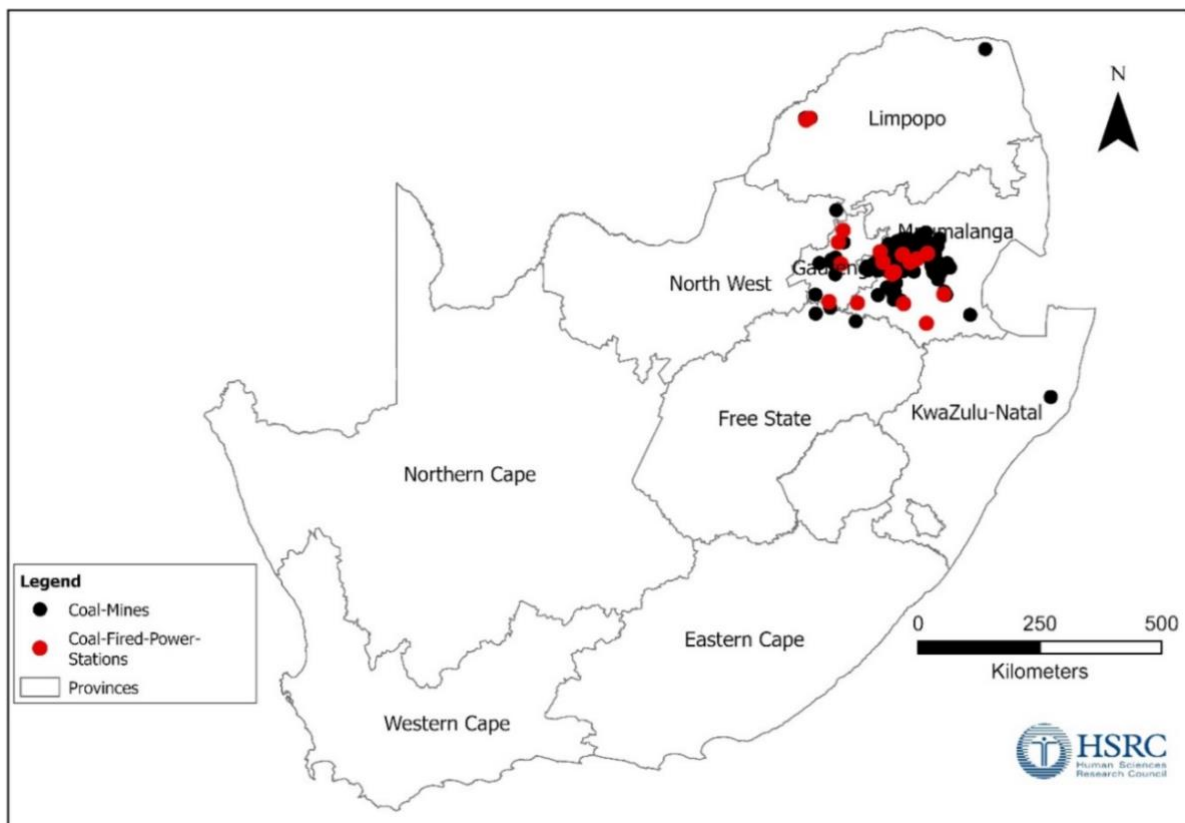 N
Limpopo
Mpumalanga
Gauteng
North West
Free State
KwaZulu-Natal
Northern Cape
Eastern Cape
Western Cape
Legend
Coal-Mines
Coal-Fired-Power-
Stations
Provinces
0 250 500
Kilometers
HSRC
Human Sciences
Research Council